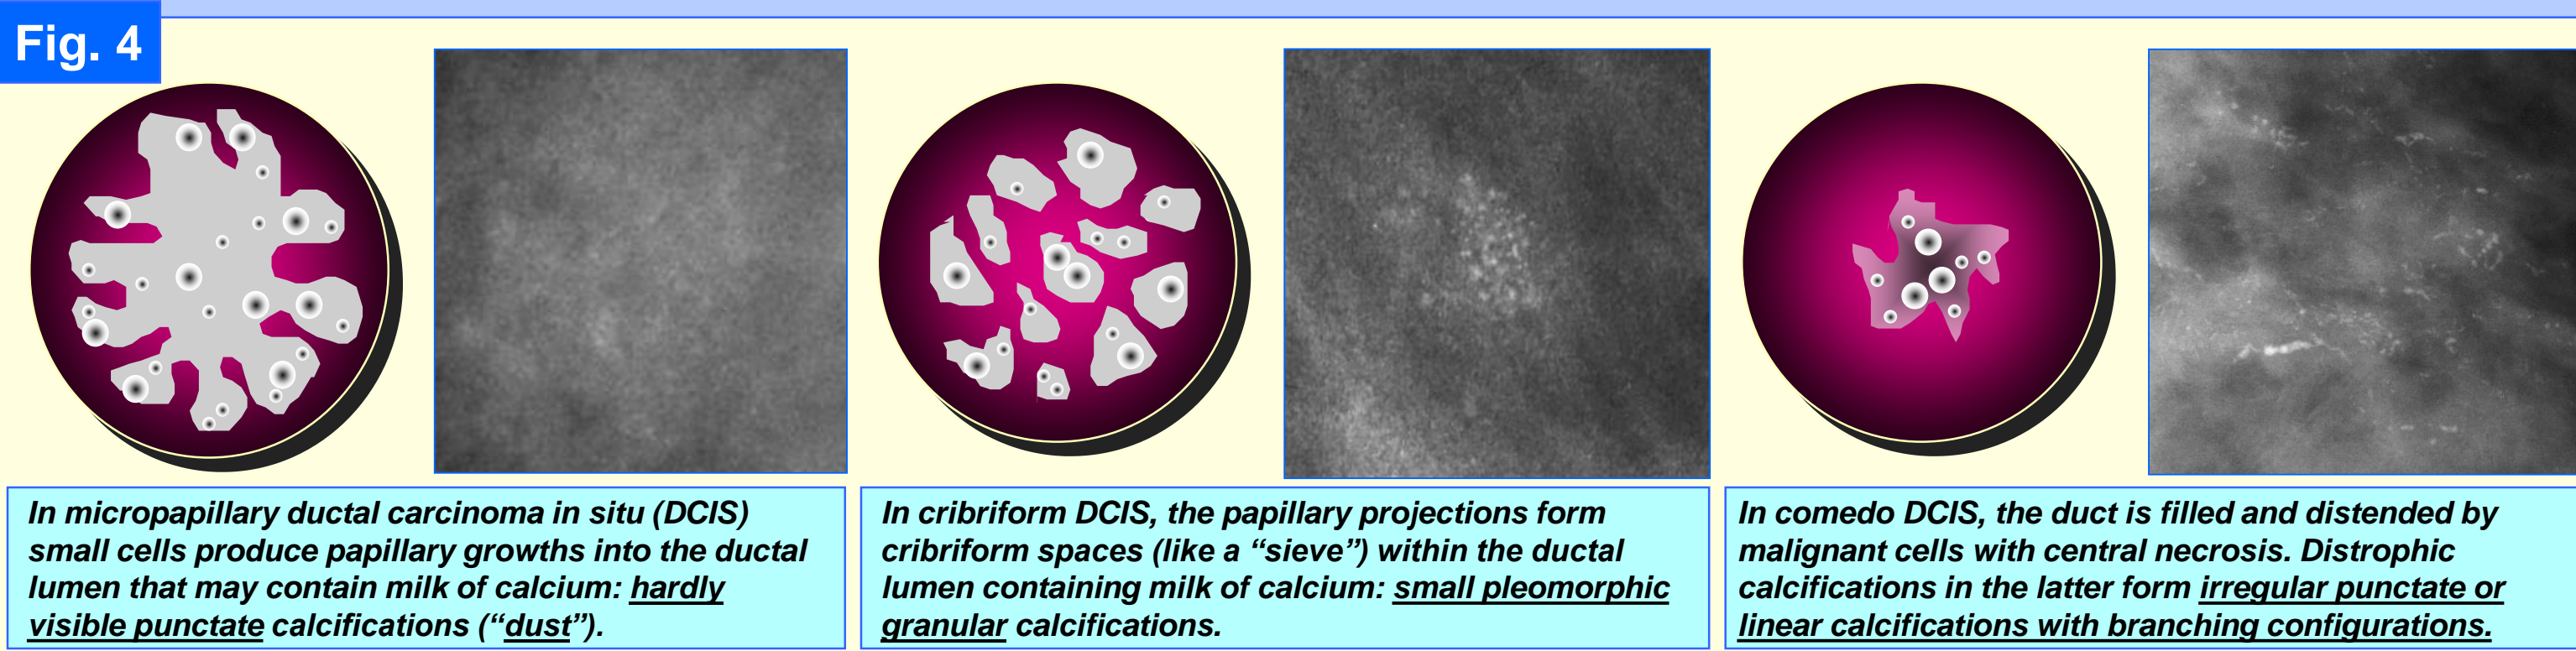 Fig. 4
In micropapillary ductal carcinoma in situ (DCIS)
small cells produce papillary growths into the ductal
lumen that may contain milk of calcium: hardly
visible punctate calcifications (“dust”).
In cribriform DCIS, the papillary projections form
cribriform spaces (like a “sieve”) within the ductal
lumen containing milk of calcium: small pleomorphic
granular calcifications.
In comedo DCIS, the duct is filled and distended by
malignant cells with central necrosis. Distrophic
calcifications in the latter form irregular punctate or
linear calcifications with branching configurations.